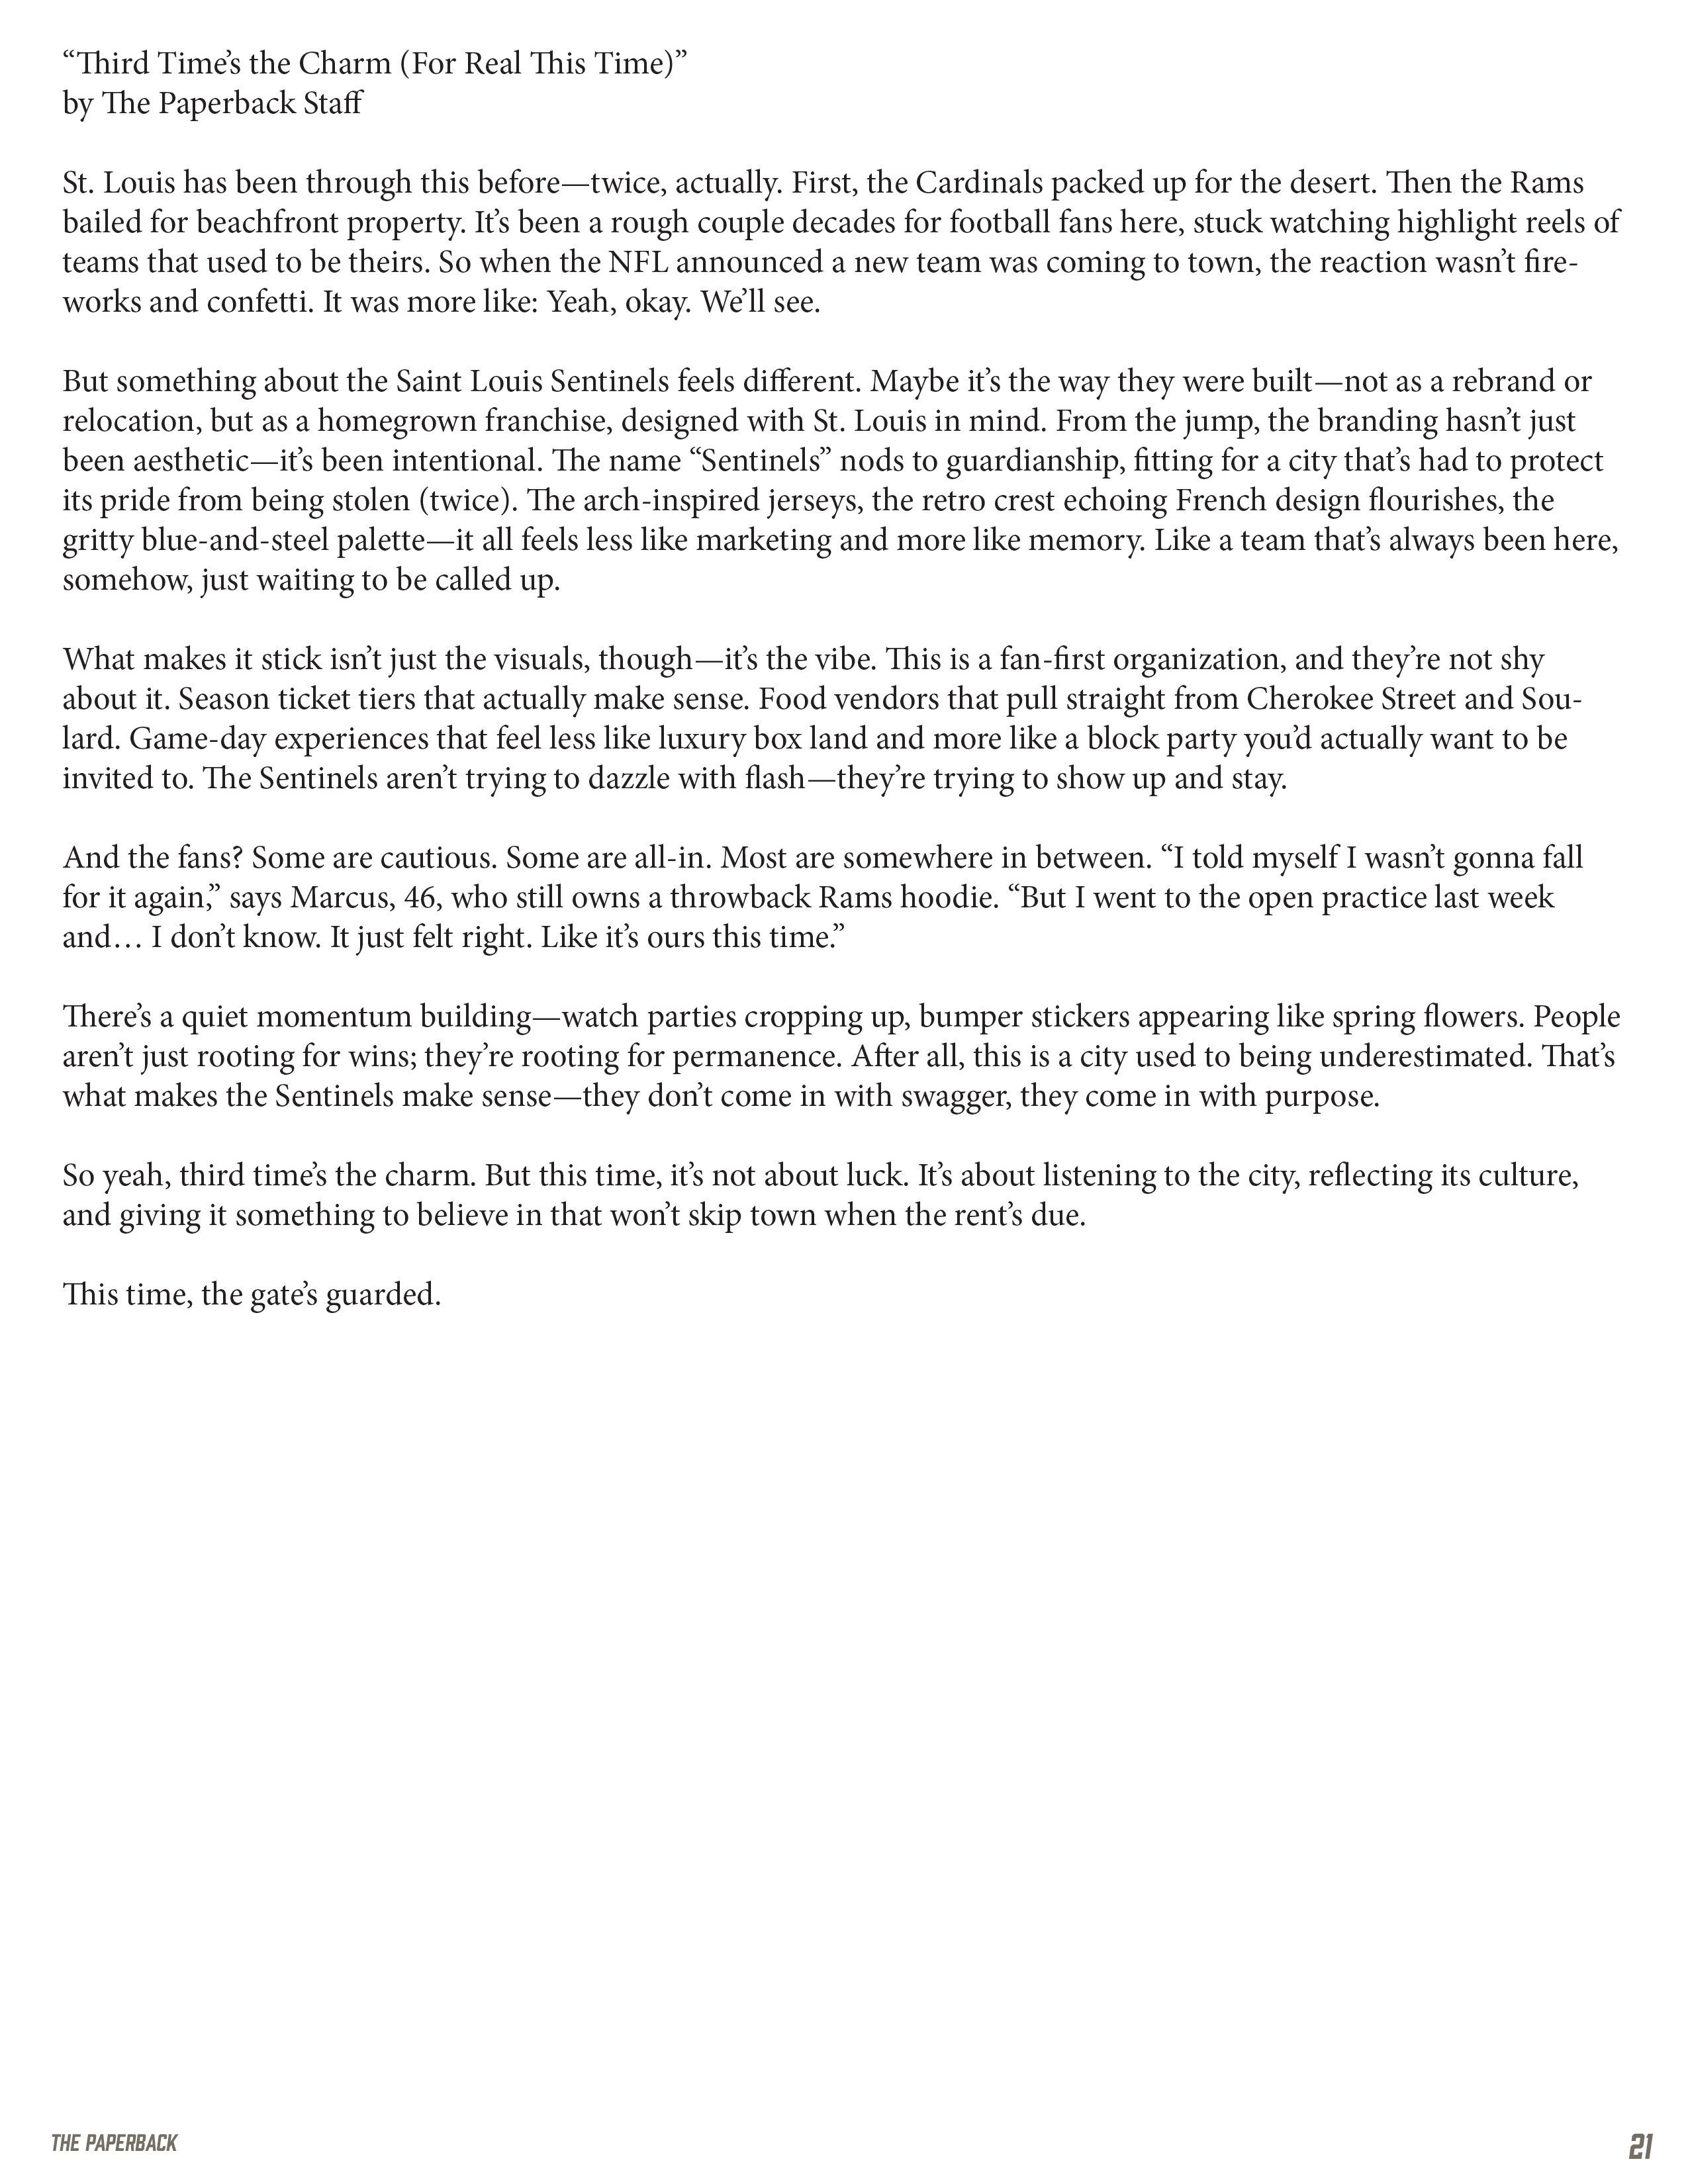 “Third Time’s the Charm (For Real This Time)”
by The Paperback Staff
St. Louis has been through this before—twice, actually. First, the Cardinals packed up for the desert. Then the Rams
bailed for beachfront property. It’s been a rough couple decades for football fans here, stuck watching highlight reels of
teams that used to be theirs. So when the NFL announced a new team was coming to town, the reaction wasn’t fire-
works and confetti. It was more like: Yeah, okay. We’ll see.
But something about the Saint Louis Sentinels feels different. Maybe it’s the way they were built—not as a rebrand or
relocation, but as a homegrown franchise, designed with St. Louis in mind. From the jump, the branding hasn’t just
been aesthetic—it’s been intentional. The name “Sentinels” nods to guardianship, fitting for a city that’s had to protect
its pride from being stolen (twice). The arch-inspired jerseys, the retro crest echoing French design flourishes, the
gritty blue-and-steel palette—it all feels less like marketing and more like memory. Like a team that’s always been here,
somehow, just waiting to be called up.
What makes it stick isn’t just the visuals, though—it’s the vibe. This is a fan-first organization, and they’re not shy
about it. Season ticket tiers that actually make sense. Food vendors that pull straight from Cherokee Street and Sou-
lard. Game-day experiences that feel less like luxury box land and more like a block party you’d actually want to be
invited to. The Sentinels aren’t trying to dazzle with flash—they’re trying to show up and stay.
And the fans? Some are cautious. Some are all-in. Most are somewhere in between. “I told myself I wasn’t gonna fall
for it again,” says Marcus, 46, who still owns a throwback Rams hoodie. “But I went to the open practice last week
and… I don’t know. It just felt right. Like it’s ours this time.”
There’s a quiet momentum building—watch parties cropping up, bumper stickers appearing like spring flowers. People
aren’t just rooting for wins; they’re rooting for permanence. After all, this is a city used to being underestimated. That’s
what makes the Sentinels make sense—they don’t come in with swagger, they come in with purpose.
So yeah, third time’s the charm. But this time, it’s not about luck. It’s about listening to the city, reflecting its culture,
and giving it something to believe in that won’t skip town when the rent’s due.
This time, the gate’s guarded.
THE PAPERBACK
21